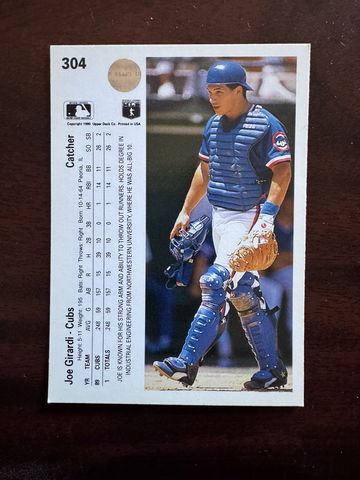 304
Copyright 1990 Upper Deck Co. Printed in USA
Joe Girardi - Cubs Catcher
Height: 5-11 Weight: 195 Bats: Right Throws: Right Born: 10-14-64 Peoria, IL
YR TEAM AVG G AB R H 2B 3B HR RBI BB SO SB
89 CUBS .248 59 157 15 39 10 0 1 14 11 26 2
1 TOTALS .248 59 157 15 39 10 0 1 14 11 26 2
JOE IS KNOWN FOR HIS STRONG ARM AND ABILITY TO THROW OUT RUNNERS. HOLDS DEGREE IN
INDUSTRIAL ENGINEERING FROM NORTHWESTERN UNIVERSITY, WHERE HE WAS ALL-BIG 10.